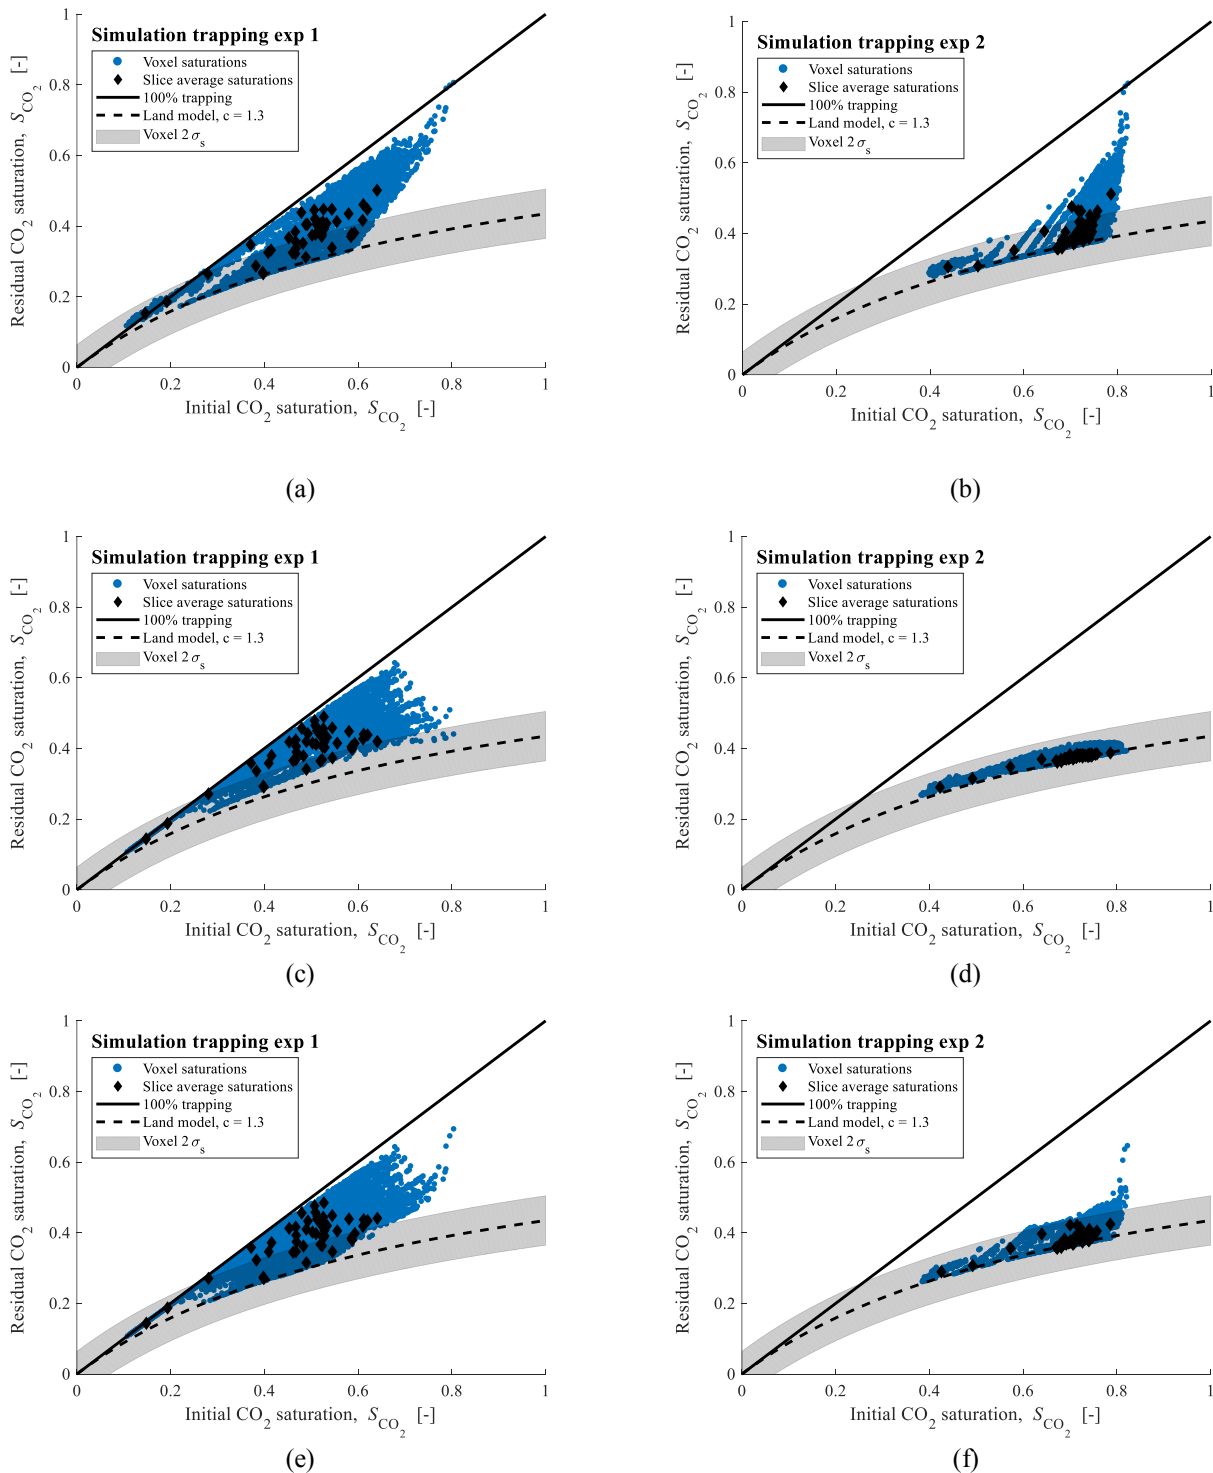 Simulation trapping exp 1
Voxel saturations
Slice average saturations
100% trapping
Land model, c = 1.3
Voxel 2 σs
Residual CO2 saturation, SCO2 [-]
1
0.8
0.6
0.4
0.2
0
0 0.2 0.4 0.6 0.8 1
Initial CO2 saturation, SCO2 [-]
(a)
Simulation trapping exp 2
Voxel saturations
Slice average saturations
100% trapping
Land model, c = 1.3
Voxel 2 σs
Residual CO2 saturation, SCO2 [-]
1
0.8
0.6
0.4
0.2
0
0 0.2 0.4 0.6 0.8 1
Initial CO2 saturation, SCO2 [-]
(b)
Simulation trapping exp 1
Voxel saturations
Slice average saturations
100% trapping
Land model, c = 1.3
Voxel 2 σs
Residual CO2 saturation, SCO2 [-]
1
0.8
0.6
0.4
0.2
0
0 0.2 0.4 0.6 0.8 1
Initial CO2 saturation, SCO2 [-]
(c)
Simulation trapping exp 2
Voxel saturations
Slice average saturations
100% trapping
Land model, c = 1.3
Voxel 2 σs
Residual CO2 saturation, SCO2 [-]
1
0.8
0.6
0.4
0.2
0
0 0.2 0.4 0.6 0.8 1
Initial CO2 saturation, SCO2 [-]
(d)
Simulation trapping exp 1
Voxel saturations
Slice average saturations
100% trapping
Land model, c = 1.3
Voxel 2 σs
Residual CO2 saturation, SCO2 [-]
1
0.8
0.6
0.4
0.2
0
0 0.2 0.4 0.6 0.8 1
Initial CO2 saturation, SCO2 [-]
(e)
Simulation trapping exp 2
Voxel saturations
Slice average saturations
100% trapping
Land model, c = 1.3
Voxel 2 σs
Residual CO2 saturation, SCO2 [-]
1
0.8
0.6
0.4
0.2
0
0 0.2 0.4 0.6 0.8 1
Initial CO2 saturation, SCO2 [-]
(f)